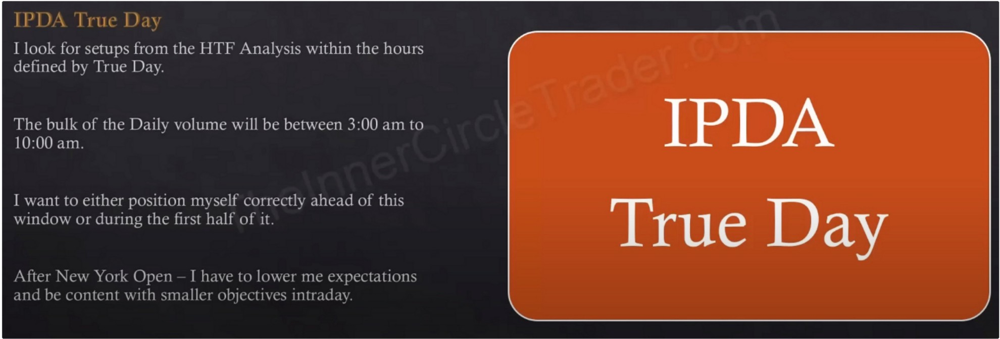 IPDA True Day
I look for setups from the HTF Analysis within the hours
defined by True Day.
The bulk of the Daily volume will be between 3:00 am to
10:00 am.
I want to either position myself correctly ahead of this
window or during the first half of it.
After New York Open – I have to lower me expectations
and be content with smaller objectives intraday.
IPDA
True Day
TheInnerCircleTrader.com